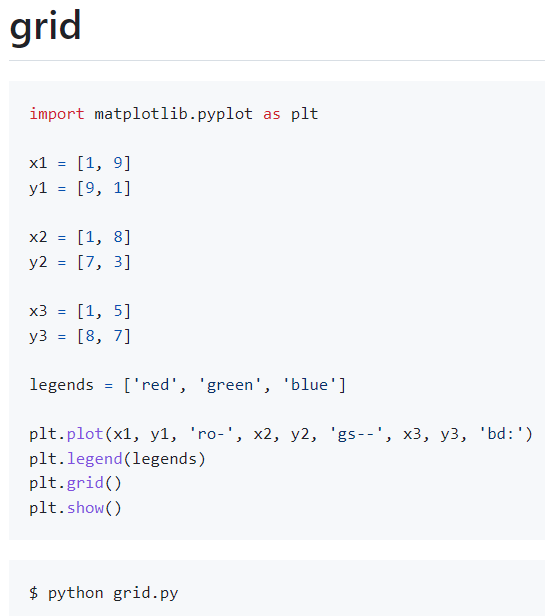 grid
import matplotlib.pyplot as plt
x1 = [1, 9]
y1 = [9, 1]
x2 = [1, 8]
y2 = [7, 3]
x3 = [1, 5]
y3 = [8, 7]
legends = ['red', 'green', 'blue']
plt.plot(x1, y1, 'ro-', x2, y2, 'gs--', x3, y3, 'bd:')
plt.legend(legends)
plt.grid()
plt.show()
$ python grid.py